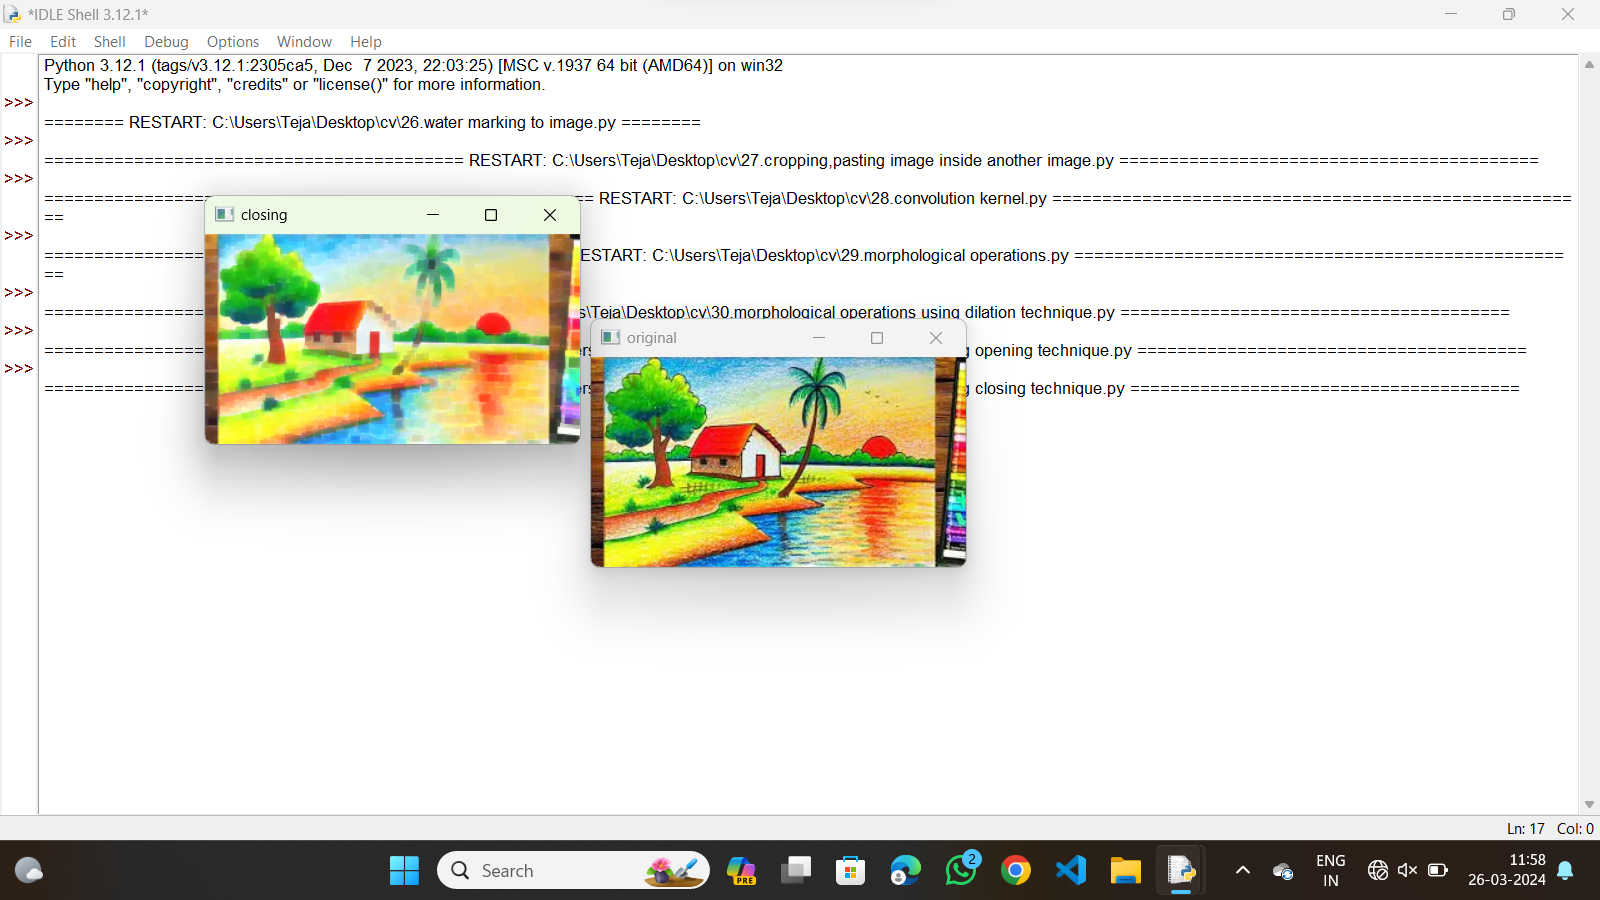 *IDLE Shell 3.12.1*
File Edit Shell Debug Options Window Help
Python 3.12.1 (tags/v3.12.1:2305ca5, Dec  7 2023, 22:03:25) [MSC v.1937 64 bit (AMD64)] on win32
Type "help", "copyright", "credits" or "license()" for more information.
>>>
======== RESTART: C:\Users\Teja\Desktop\cv\26.water marking to image.py ========
>>>
========================================== RESTART: C:\Users\Teja\Desktop\cv\27.cropping,pasting image inside another image.py ==========================================
>>>
================ == RESTART: C:\Users\Teja\Desktop\cv\28.convolution kernel.py ====================================================
==
closing
>>>
================ ESTART: C:\Users\Teja\Desktop\cv\29.morphological operations.py =================================================
==
>>>
================ s\Teja\Desktop\cv\30.morphological operations using dilation technique.py =======================================
>>>
original
================ opening technique.py =======================================
>>>
================ closing technique.py =======================================
Ln: 17 Col: 0
Search
PRE
2
ENG
IN
11:58
26-03-2024